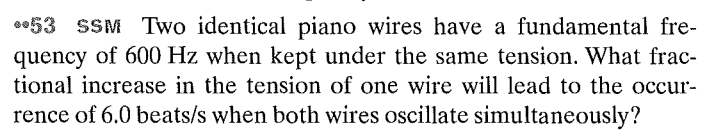 ••53 SSM Two identical piano wires have a fundamental fre-
quency of 600 Hz when kept under the same tension. What frac-
tional increase in the tension of one wire will lead to the occur-
rence of 6.0 beats/s when both wires oscillate simultaneously?